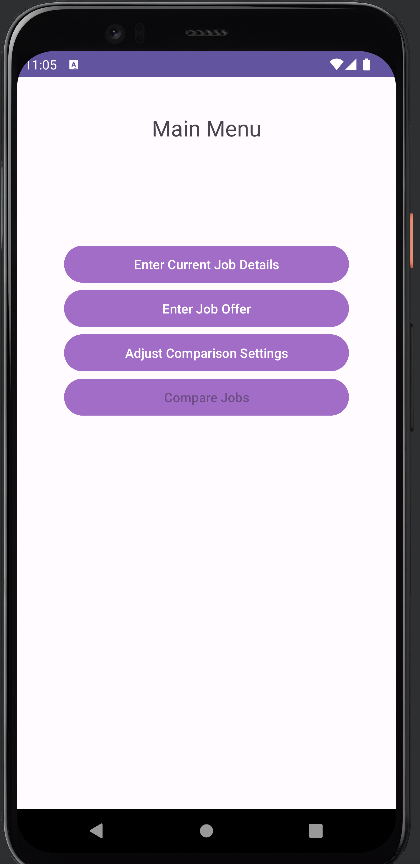 11:05 A
Main Menu
Enter Current Job Details
Enter Job Offer
Adjust Comparison Settings
Compare Jobs